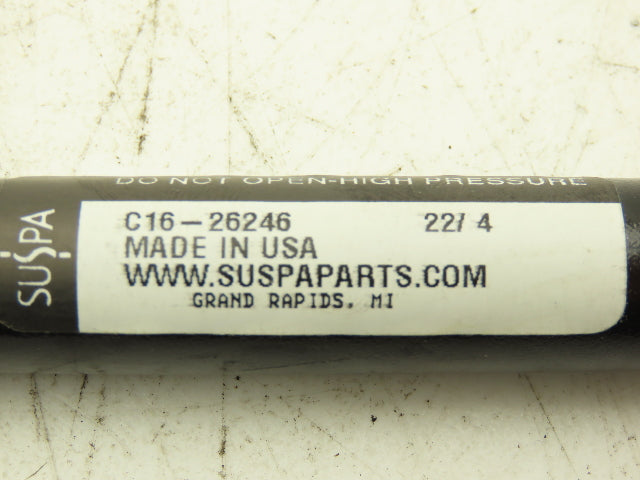 DO NOT OPEN-HIGH PRESSURE
SUSPA
C16-26246 22/ 4
MADE IN USA
WWW.SUSPAPARTS.COM
GRAND RAPIDS, MI